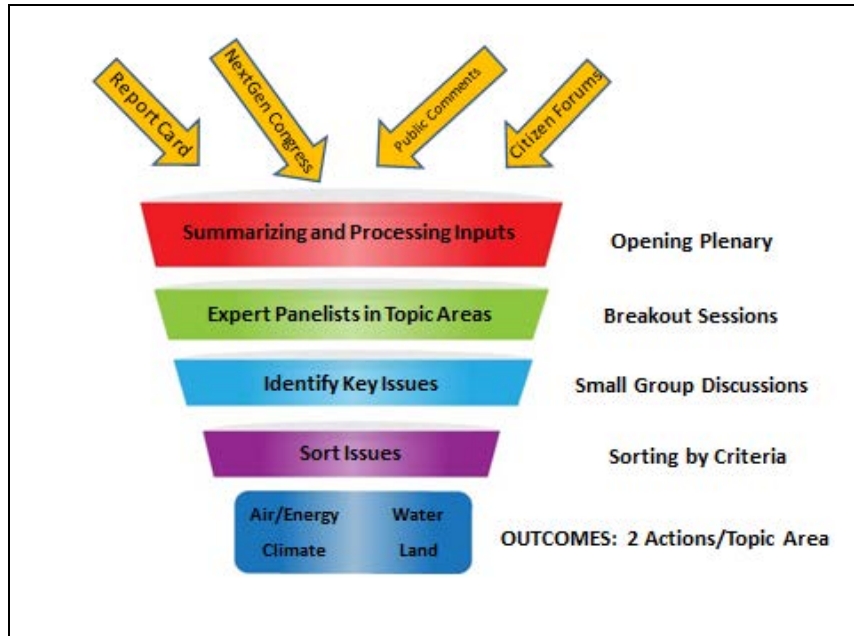 Report Card
NextGen Congress
Public Comments
Citizen Forums
Summarizing and Processing Inputs
Opening Plenary
Expert Panelists in Topic Areas
Breakout Sessions
Identify Key Issues
Small Group Discussions
Sort Issues
Sorting by Criteria
Air/Energy
Water
Climate
Land
OUTCOMES: 2 Actions/Topic Area